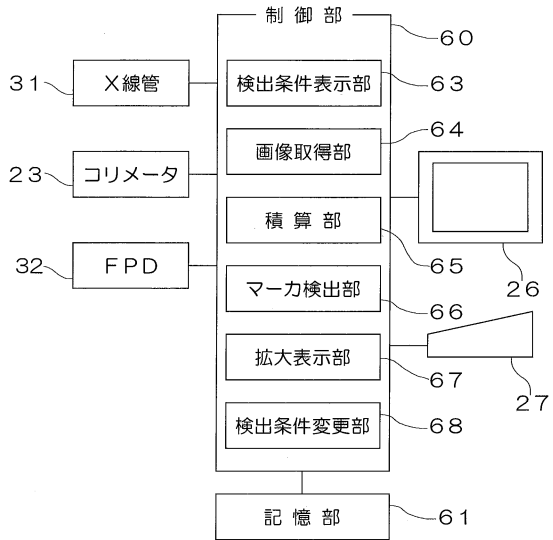 制御部
60
31
X線管
検出条件表示部
63
画像取得部
64
23
コリメータ
積算部
65
26
32
FPD
マーカ検出部
66
拡大表示部
67
27
検出条件変更部
68
記憶部
61